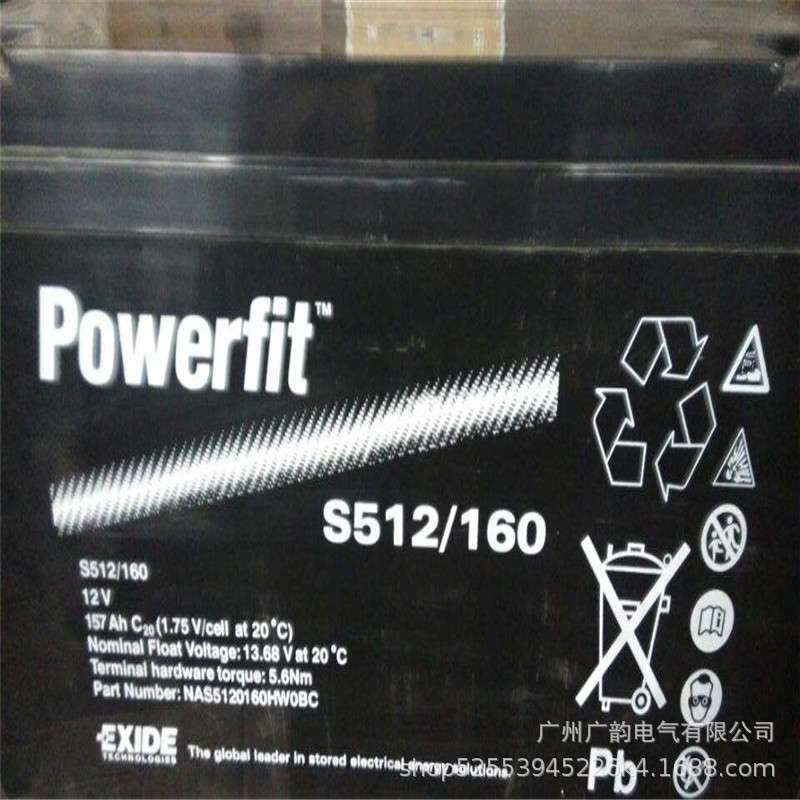 Powerfit™
S512/160
S512/160
12 V
157 Ah C20 (1.75 V/cell at 20°C)
Nominal Float Voltage: 13.68 V at 20°C
Terminal hardware torque: 5.6Nm
Part Number: NAS5120160HW0BC
EXIDE
TECHNOLOGIES
The global leader in stored electrical energy solutions
Pb
广州广韵电气有限公司